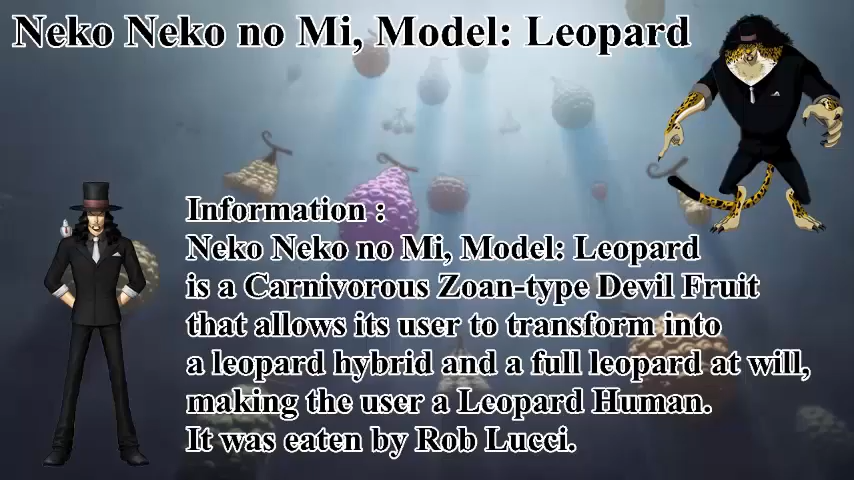 Neko Neko no Mi, Model: Leopard
Information :
Neko Neko no Mi, Model: Leopard
is a Carnivorous Zoan-type Devil Fruit
that allows its user to transform into
a leopard hybrid and a full leopard at will,
making the user a Leopard Human.
It was eaten by Rob Lucci.